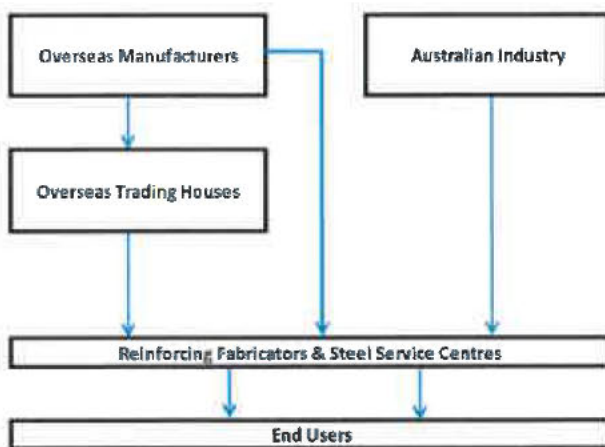 Overseas Manufacturers
Australian Industry
Overseas Trading Houses
Reinforcing Fabricators & Steel Service Centres
End Users